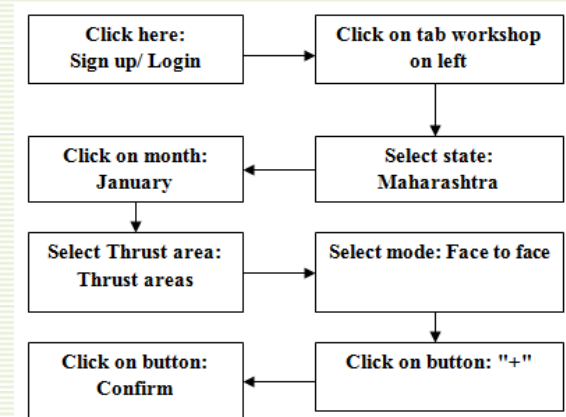 Click here:
Sign up/ Login
Click on tab workshop
on left
Select state:
Maharashtra
Click on month:
January
Select Thrust area:
Thrust areas
Select mode: Face to face
Click on button: "+"
Click on button:
Confirm